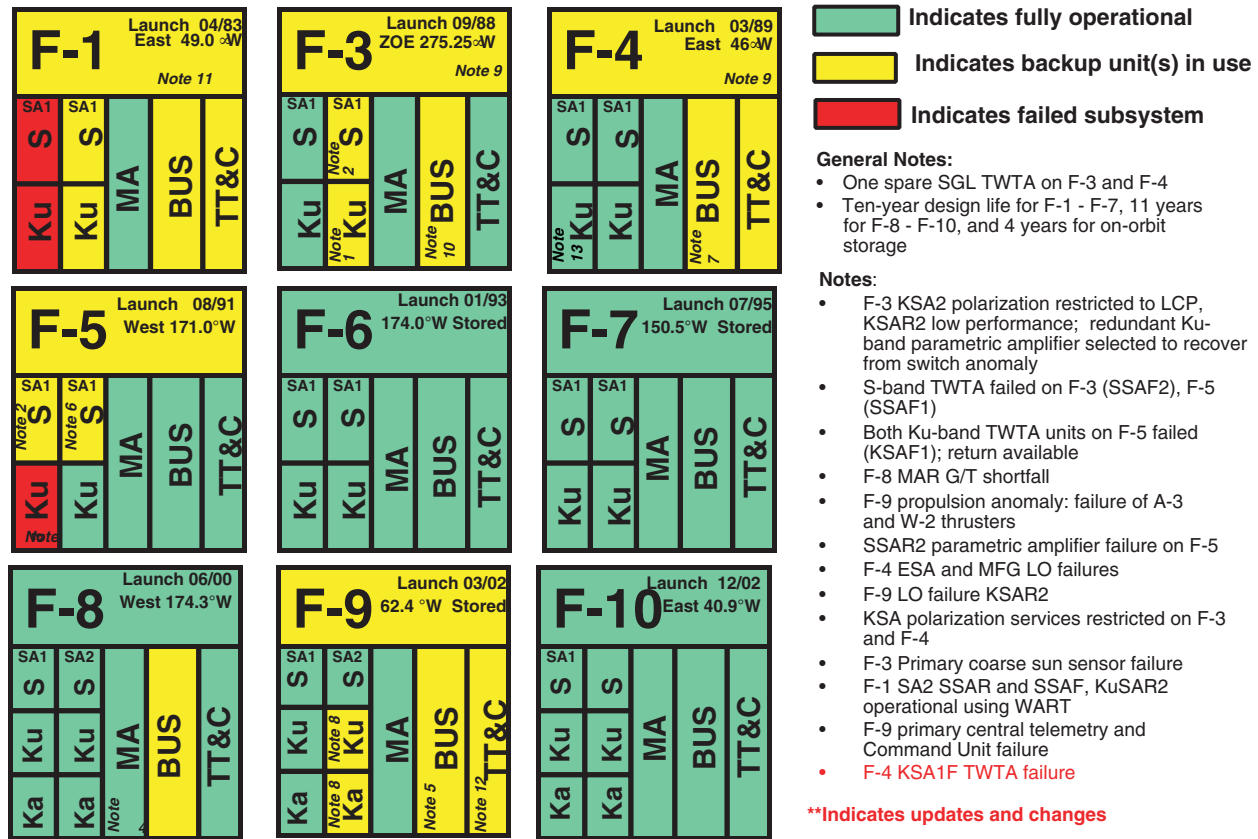 F-1
Launch 04/83
East 49.0 ∝W
Note 11
SA1
SA1
S
S
Ku
Ku
MA
BUS
TT&C
F-3
Launch 09/88
ZOE 275.25∝W
Note 9
SA1
SA1
S
Note 2
S
Ku
Note 1
Ku
MA
Note 10
BUS
TT&C
F-4
Launch 03/89
East 46∝W
Note 9
SA1
SA1
S
S
Note 13
Ku
Ku
MA
Note 7
BUS
TT&C
Indicates fully operational
Indicates backup unit(s) in use
Indicates failed subsystem
General Notes:
• One spare SGL TWTA on F-3 and F-4
• Ten-year design life for F-1 - F-7, 11 years
for F-8 - F-10, and 4 years for on-orbit
storage
F-5
Launch 08/91
West 171.0°W
SA1
SA1
Note 2
S
Note 6
S
Ku
Note
Ku
MA
BUS
TT&C
F-6
Launch 01/93
174.0°W Stored
SA1
SA1
S
S
Ku
Ku
MA
BUS
TT&C
F-7
Launch 07/95
150.5°W Stored
SA1
SA1
S
S
Ku
Ku
MA
BUS
TT&C
F-8
Launch 06/00
West 174.3°W
SA1
SA2
S
S
Ku
Ku
Ka
Ka
MA
Note 4
BUS
TT&C
F-9
Launch 03/02
62.4 °W Stored
SA1
SA2
S
S
Ku
Note 8
Ku
Ka
Note 8
Ka
MA
Note 5
BUS
Note 12
TT&C
F-10
Launch 12/02
East 40.9°W
SA1
S
S
Ku
Ku
Ka
Ka
MA
BUS
TT&C
Notes:
• F-3 KSA2 polarization restricted to LCP,
KSAR2 low performance; redundant Ku-
band parametric amplifier selected to recover
from switch anomaly
• S-band TWTA failed on F-3 (SSAF2), F-5
(SSAF1)
• Both Ku-band TWTA units on F-5 failed
(KSAF1); return available
• F-8 MAR G/T shortfall
• F-9 propulsion anomaly: failure of A-3
and W-2 thrusters
• SSAR2 parametric amplifier failure on F-5
• F-4 ESA and MFG LO failures
• F-9 LO failure KSAR2
• KSA polarization services restricted on F-3
and F-4
• F-3 Primary coarse sun sensor failure
• F-1 SA2 SSAR and SSAF, KuSAR2
operational using WART
• F-9 primary central telemetry and
Command Unit failure
• F-4 KSA1F TWTA failure
**Indicates updates and changes